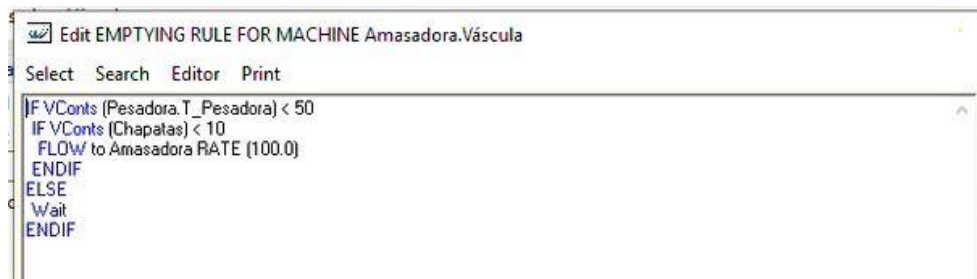 Edit EMPTYING RULE FOR MACHINE Amasadora.Váscula
Select Search Editor Print
IF VConts (Pesadora.T_Pesadora) < 50
IF VConts (Chapatas) < 10
FLOW to Amasadora RATE (100.0)
ENDIF
ELSE
Wait
ENDIF